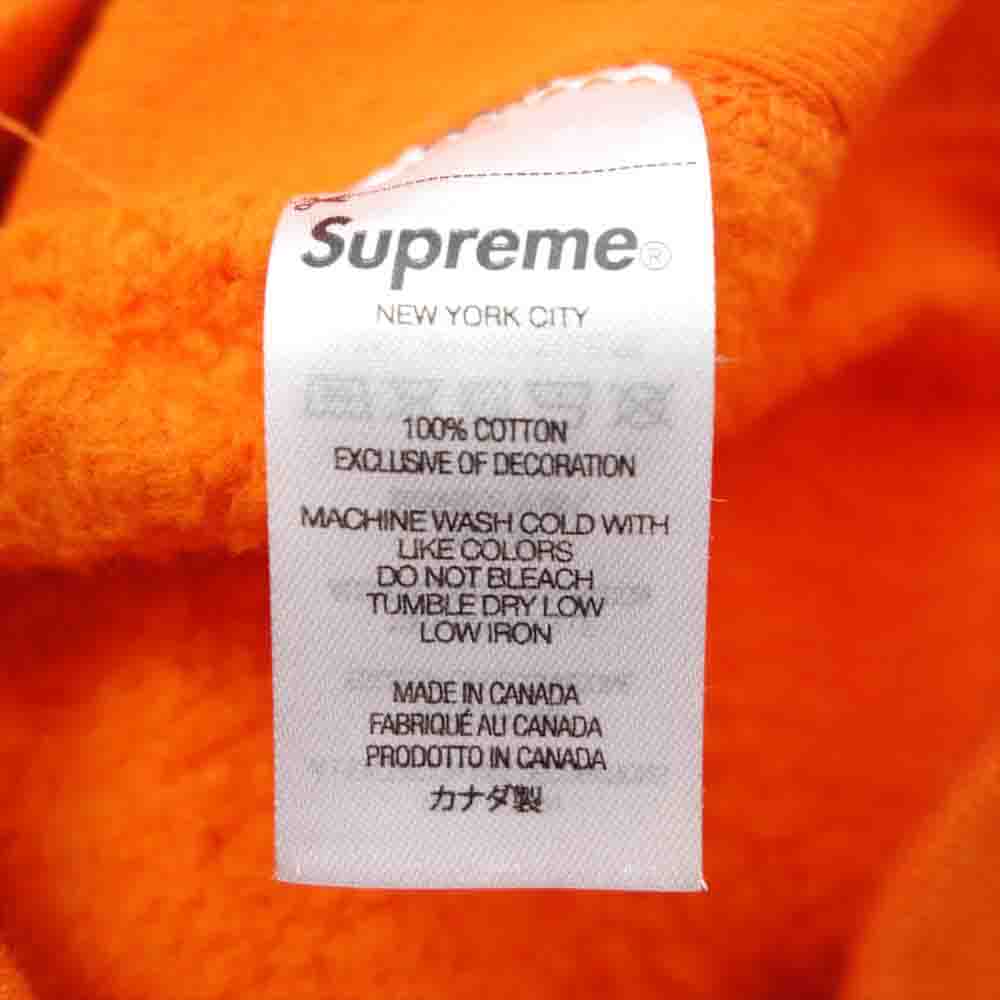 Supreme®
NEW YORK CITY
100% COTTON
EXCLUSIVE OF DECORATION
MACHINE WASH COLD WITH
LIKE COLORS
DO NOT BLEACH
TUMBLE DRY LOW
LOW IRON
MADE IN CANADA
FABRIQUÉ AU CANADA
PRODOTTO IN CANADA
カナダ製